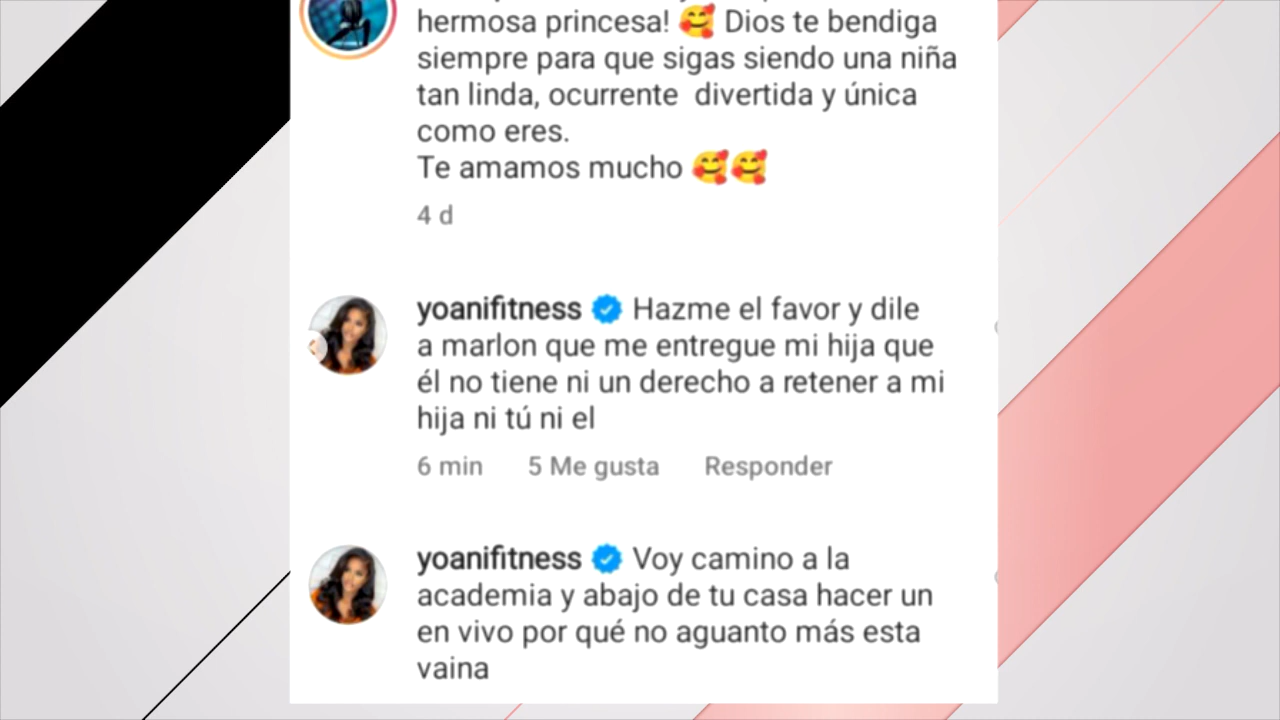 hermosa princesa! 🥰 Dios te bendiga
siempre para que sigas siendo una niña
tan linda, ocurrente divertida y única
como eres.
Te amamos mucho 🥰🥰
4 d
yoanifitness Hazme el favor y dile
a marlon que me entregue mi hija que
él no tiene ni un derecho a retener a mi
hija ni tú ni el
6 min 5 Me gusta Responder
yoanifitness Voy camino a la
academia y abajo de tu casa hacer un
en vivo por qué no aguanto más esta
vaina